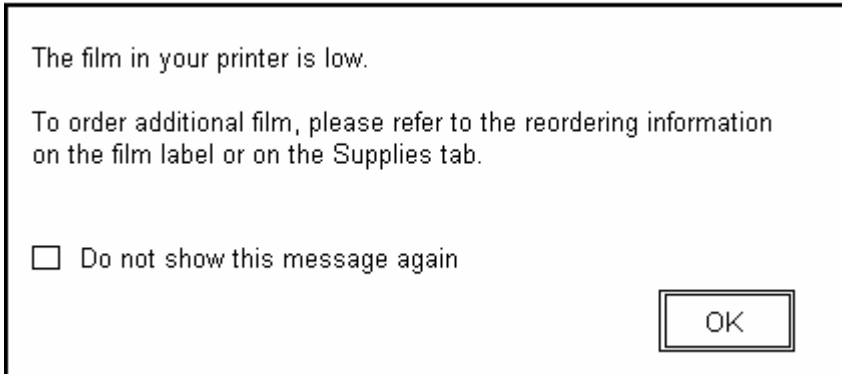 The film in your printer is low.
To order additional film, please refer to the reordering information
on the film label or on the Supplies tab.
Do not show this message again
OK